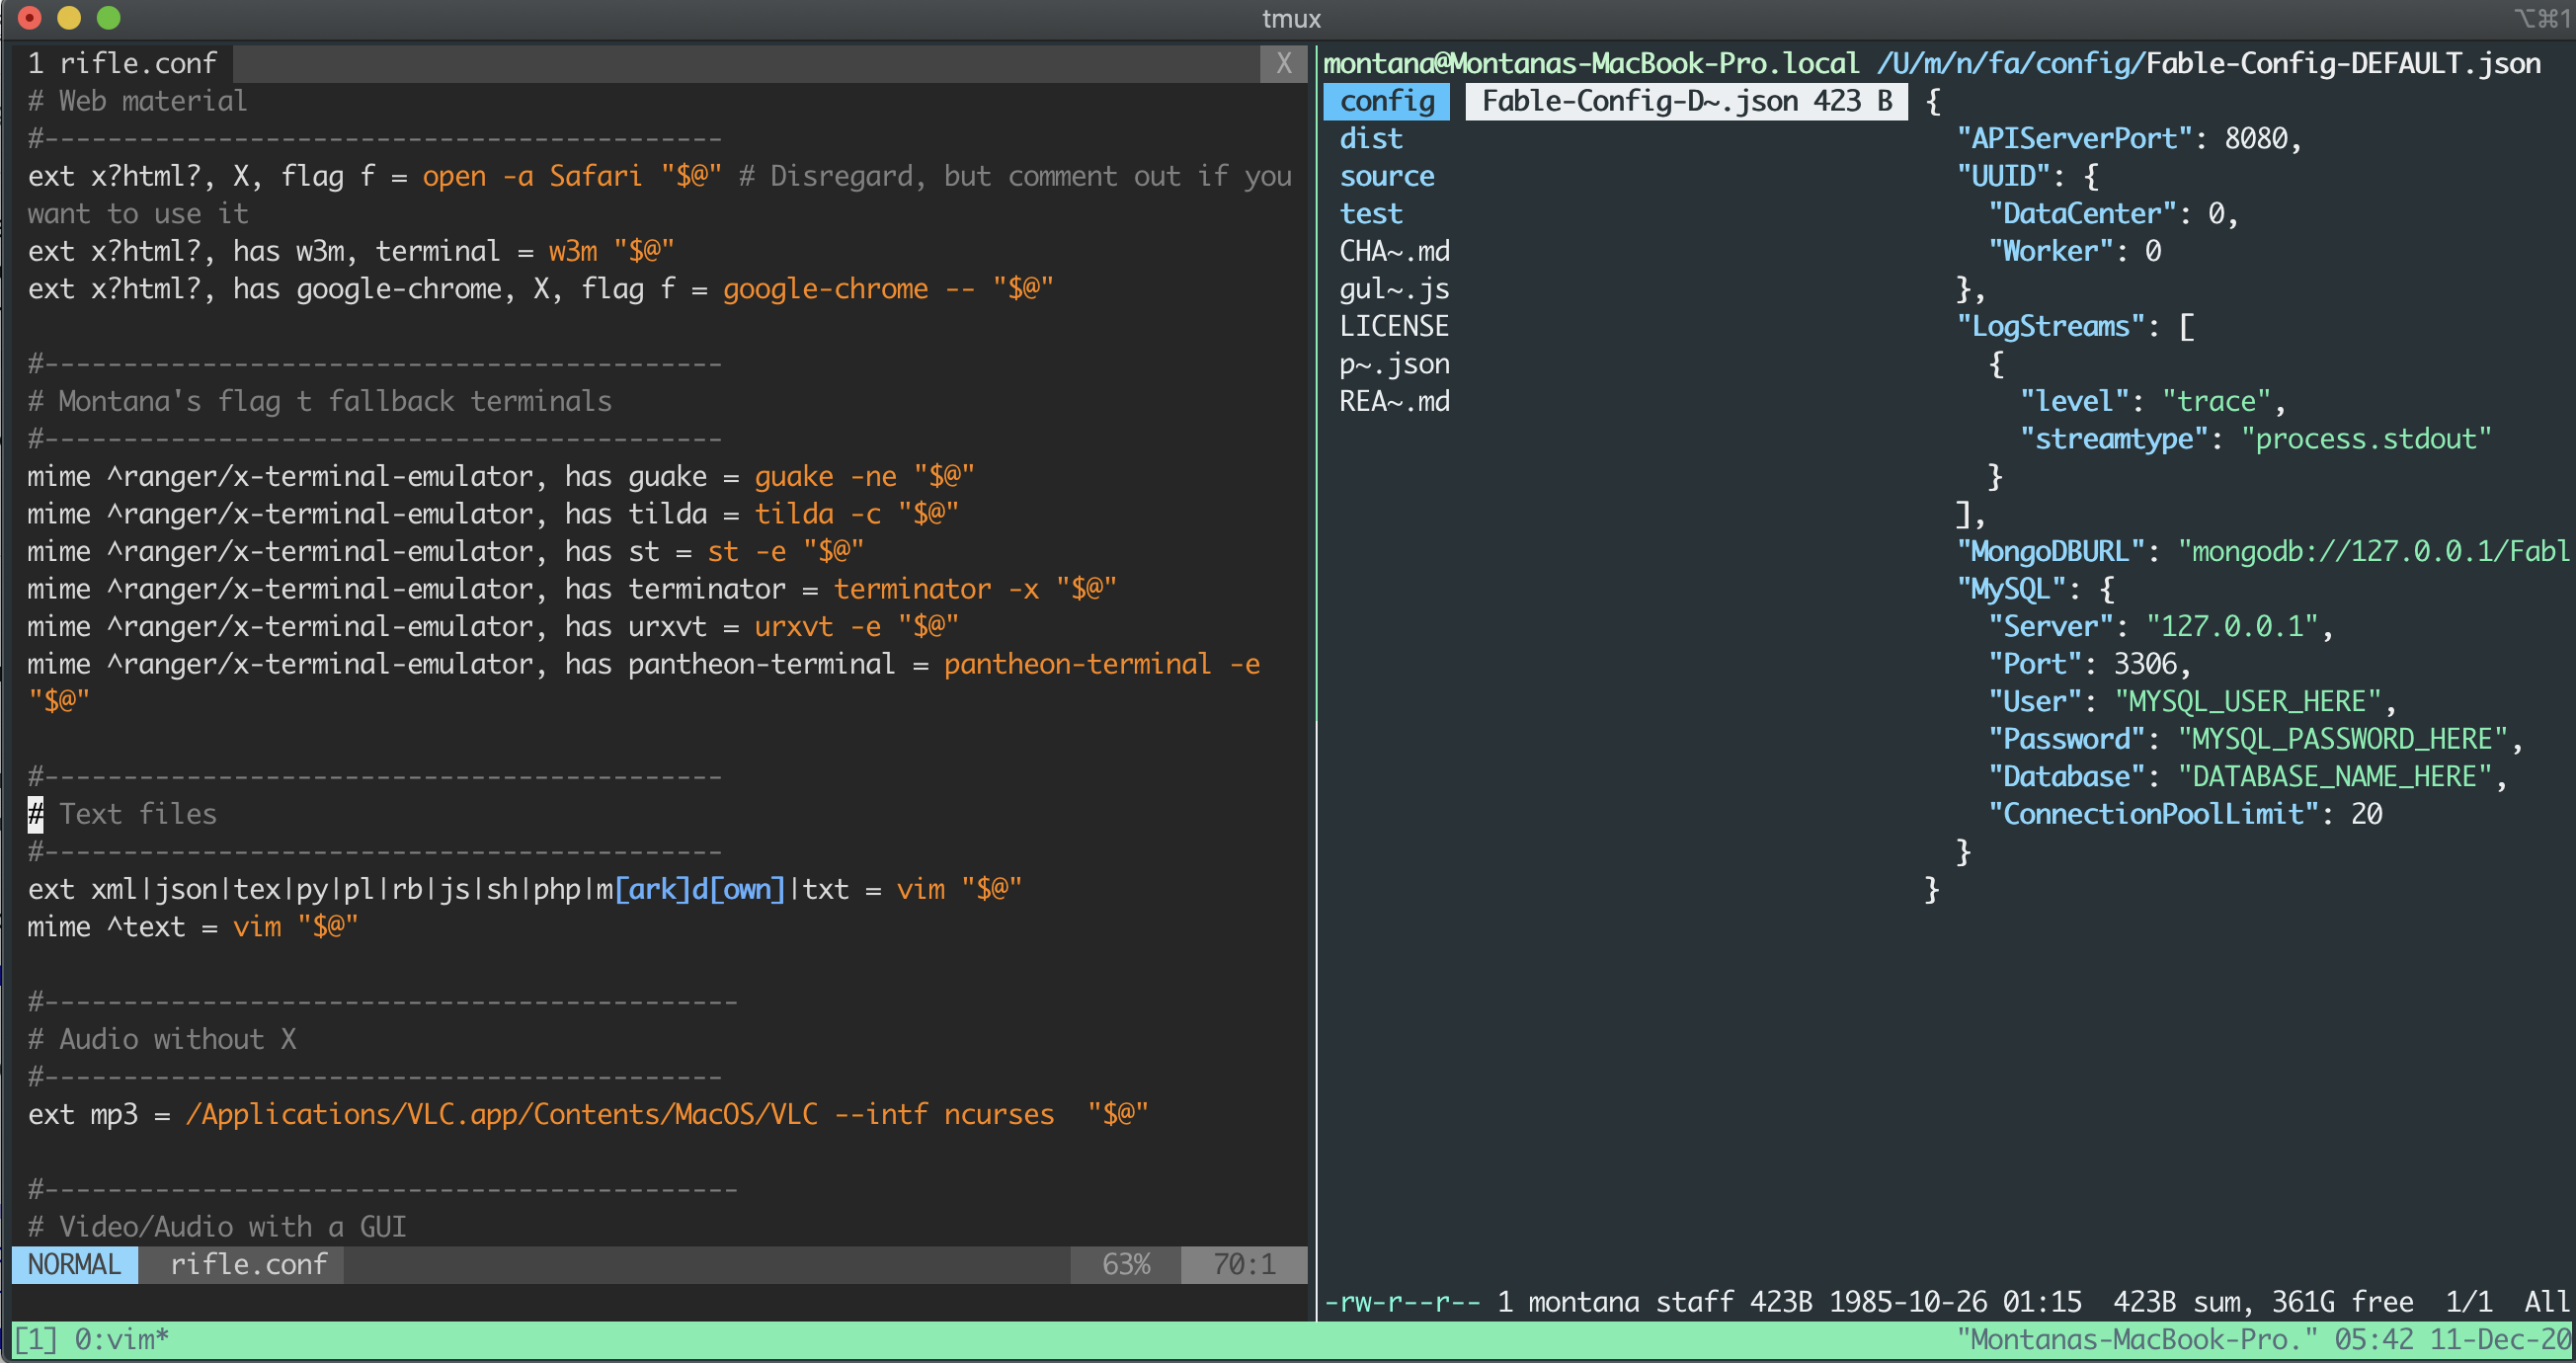 tmux
⌥⌘1
1 rifle.conf X
# Web material
#-------------------------------------------
ext x?html?, X, flag f = open -a Safari "$@" # Disregard, but comment out if you
want to use it
ext x?html?, has w3m, terminal = w3m "$@"
ext x?html?, has google-chrome, X, flag f = google-chrome -- "$@"
#-------------------------------------------
# Montana's flag t fallback terminals
#-------------------------------------------
mime ^ranger/x-terminal-emulator, has guake = guake -ne "$@"
mime ^ranger/x-terminal-emulator, has tilda = tilda -c "$@"
mime ^ranger/x-terminal-emulator, has st = st -e "$@"
mime ^ranger/x-terminal-emulator, has terminator = terminator -x "$@"
mime ^ranger/x-terminal-emulator, has urxvt = urxvt -e "$@"
mime ^ranger/x-terminal-emulator, has pantheon-terminal = pantheon-terminal -e
"$@"
#-------------------------------------------
# Text files
#-------------------------------------------
ext xml|json|tex|py|pl|rb|js|sh|php|m[ark]d[own]|txt = vim "$@"
mime ^text = vim "$@"
#--------------------------------------------
# Audio without X
#-------------------------------------------
ext mp3 = /Applications/VLC.app/Contents/MacOS/VLC --intf ncurses  "$@"
#--------------------------------------------
# Video/Audio with a GUI
NORMAL rifle.conf 63% 70:1
montana@Montanas-MacBook-Pro.local /U/m/n/fa/config/Fable-Config-DEFAULT.json
config
dist
source
test
CHA~.md
gul~.js
LICENSE
p~.json
REA~.md
Fable-Config-D~.json 423 B
{
"APIServerPort": 8080,
"UUID": {
"DataCenter": 0,
"Worker": 0
},
"LogStreams": [
{
"level": "trace",
"streamtype": "process.stdout"
}
],
"MongoDBURL": "mongodb://127.0.0.1/Fabl
"MySQL": {
"Server": "127.0.0.1",
"Port": 3306,
"User": "MYSQL_USER_HERE",
"Password": "MYSQL_PASSWORD_HERE",
"Database": "DATABASE_NAME_HERE",
"ConnectionPoolLimit": 20
}
}
-rw-r--r-- 1 montana staff 423B 1985-10-26 01:15  423B sum, 361G free  1/1  All
[1] 0:vim* "Montanas-MacBook-Pro." 05:42 11-Dec-20